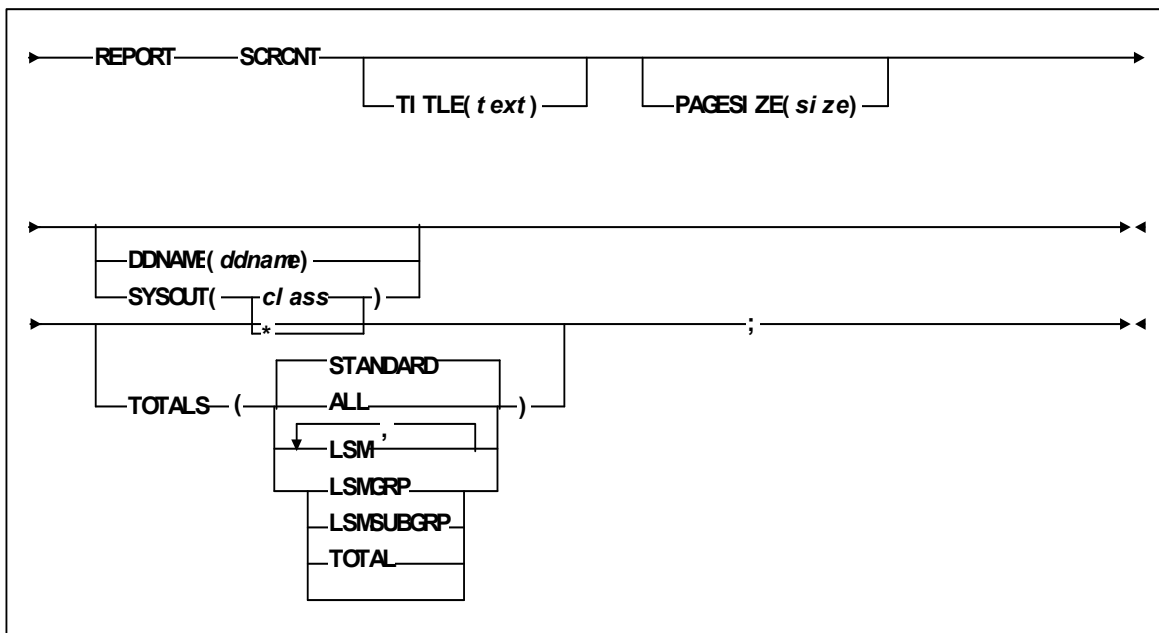 REPORT SCRCNT
TITLE(text) PAGESIZE(size)
DDNAME(ddname)
SYSOUT( class )
*
;
STANDARD
TOTALS ( ALL )
,
LSM
LSMGRP
LSMSUBGRP
TOTAL